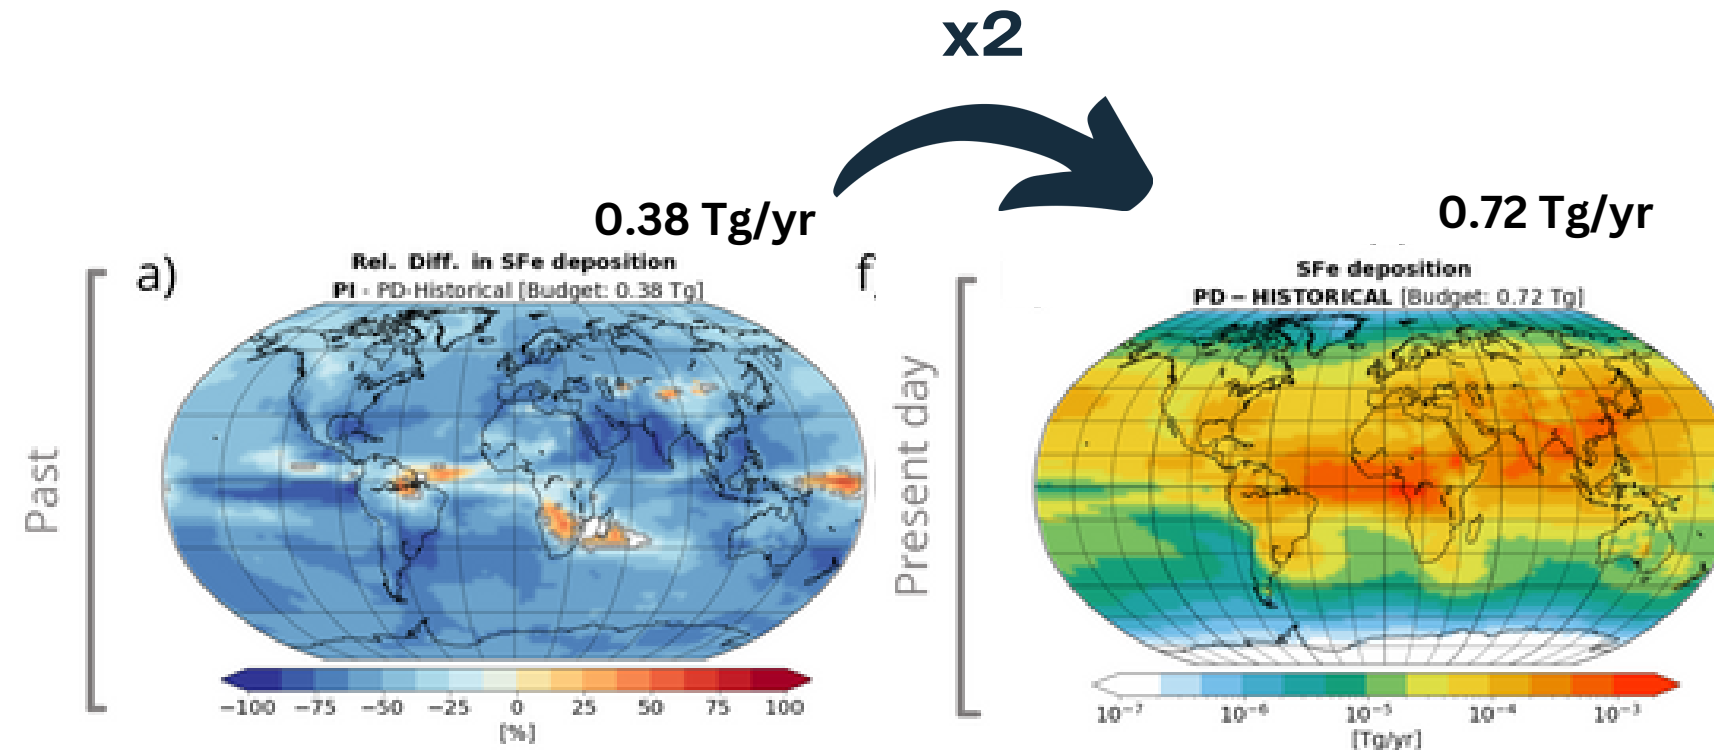 x2
0.38 Tg/yr
0.72 Tg/yr
a)
Rel. Diff. in SFe deposition
PI - PD-Historical [Budget: 0.38 Tg]
f
SFe deposition
PD – HISTORICAL [Budget: 0.72 Tg]
Past
Present day
−100 −75 −50 −25 0 25 50 75 100
[%]
10⁻⁷ 10⁻⁶ 10⁻⁵ 10⁻⁴ 10⁻³
[Tg/yr]